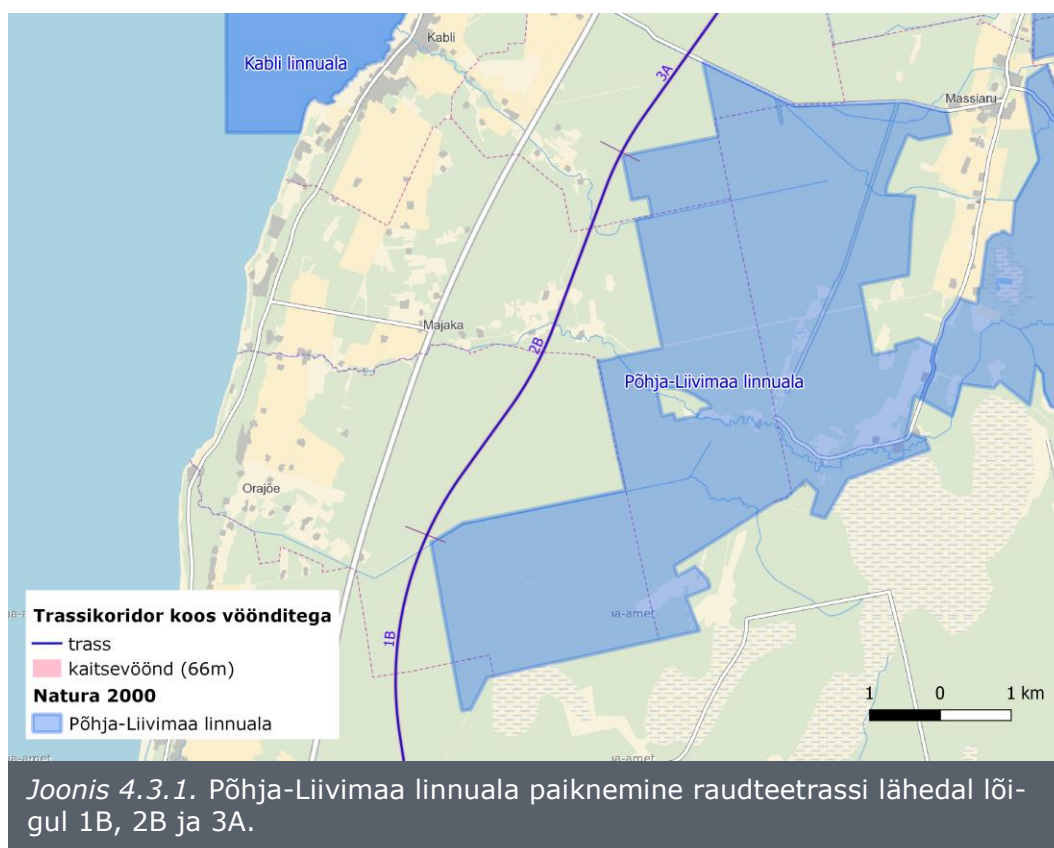 Kabli linnuala
Kabli
3A
Massiaru
Majaka
2B
Põhja-Liivimaa linnuala
Orajõe
1B
Trassikoridor koos vöönditega
trass
kaitsevöönd (66m)
Natura 2000
Põhja-Liivimaa linnuala
1 0 1 km
Joonis 4.3.1. Põhja-Liivimaa linnuala paiknemine raudteetrassi lähedal lõi-
gul 1B, 2B ja 3A.